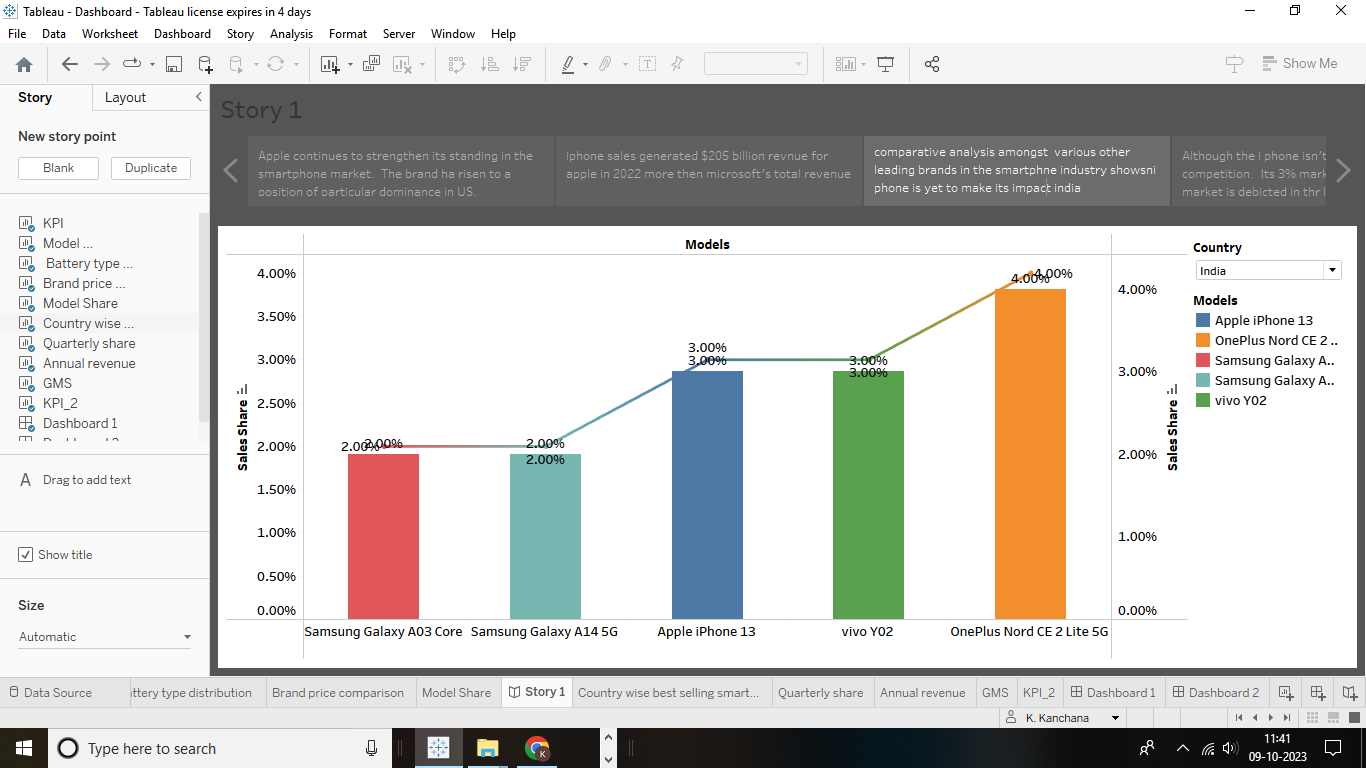 Tableau - Dashboard - Tableau license expires in 4 days
File Data Worksheet Dashboard Story Analysis Format Server Window Help
Show Me
Story Layout
New story point
Blank Duplicate
KPI
Model ...
Battery type ...
Brand price ...
Model Share
Country wise ...
Quarterly share
Annual revenue
GMS
KPI_2
Dashboard 1
A Drag to add text
Show title
Size
Automatic
Story 1
Apple continues to strengthen its standing in the
smartphone market. The brand ha risen to a
position of particular dominance in US.
iphone sales generated $205 billion revnue for
apple in 2022 more then microsoft's total revenue
comparative analysis amongst various other
leading brands in the smartphne industry showsni
phone is yet to make its impact india
Although the i phone isn't
competition. Its 3% mark
market is debicted in thr
Models
Sales Share
4.00%
3.50%
3.00%
2.50%
2.00%
1.50%
1.00%
0.50%
0.00%
2.00%
2.00%
2.00%
2.00%
3.00%
3.00%
3.00%
3.00%
4.00%
4.00%
Samsung Galaxy A03 Core Samsung Galaxy A14 5G Apple iPhone 13 vivo Y02 OnePlus Nord CE 2 Lite 5G
4.00%
3.00%
2.00%
1.00%
0.00%
Sales Share
Country
India
Models
Apple iPhone 13
OnePlus Nord CE 2 ..
Samsung Galaxy A..
Samsung Galaxy A..
vivo Y02
Data Source ttery type distribution Brand price comparison Model Share Story 1 Country wise best selling smart... Quarterly share Annual revenue GMS KPI_2 Dashboard 1 Dashboard 2
K. Kanchana
Type here to search
K
11:41
09-10-2023